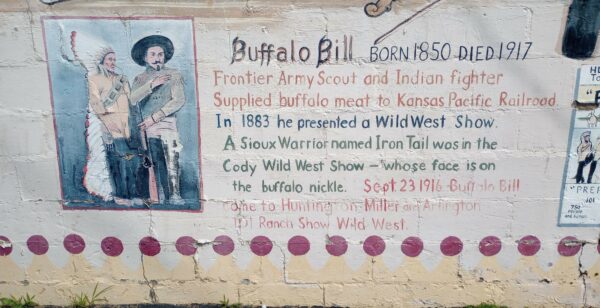 Buffalo Bill BORN 1850 DIED 1917
Frontier Army Scout and Indian fighter
Supplied buffalo meat to Kansas Pacific Railroad
In 1883 he presented a Wild West Show.
A Sioux Warrior named Iron Tail was in the
Cody Wild West Show - whose face is on
the buffalo nickle. Sept 23 1916 Buffalo Bill
to Huntington Miller and Arlington
101 Ranch Show Wild West.
101